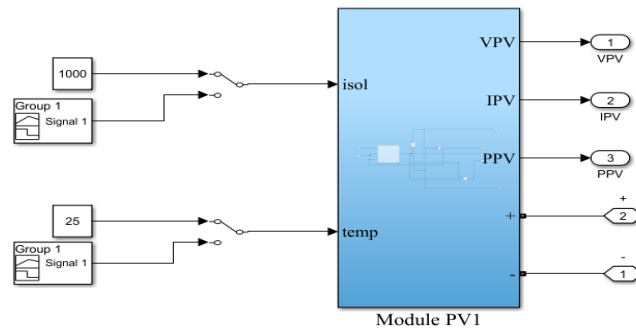 VPV
1
VPV
1000
isol
Group 1
Signal 1
IPV
2
IPV
PPV
3
PPV
+
+
2
25
temp
Group 1
Signal 1
-
-
1
Module PV1